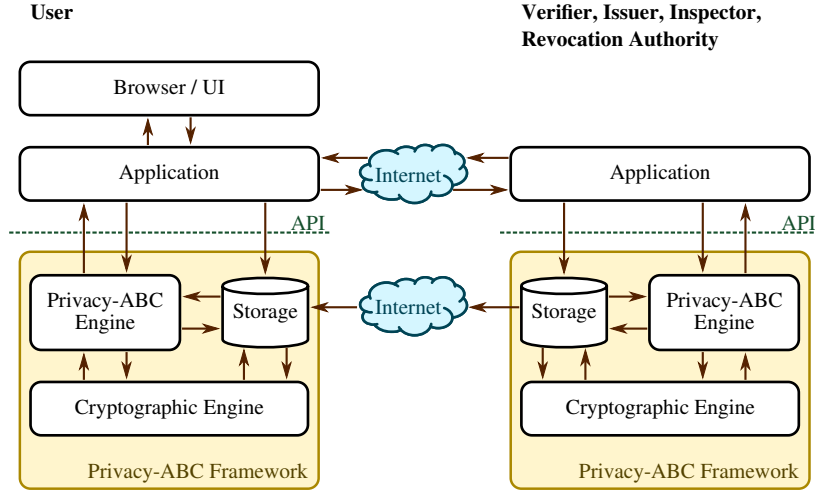 User
Verifier, Issuer, Inspector,
Revocation Authority
Browser / UI
Application
Internet
Application
API
API
Privacy-ABC
Engine
Storage
Internet
Storage
Privacy-ABC
Engine
Cryptographic Engine
Cryptographic Engine
Privacy-ABC Framework
Privacy-ABC Framework